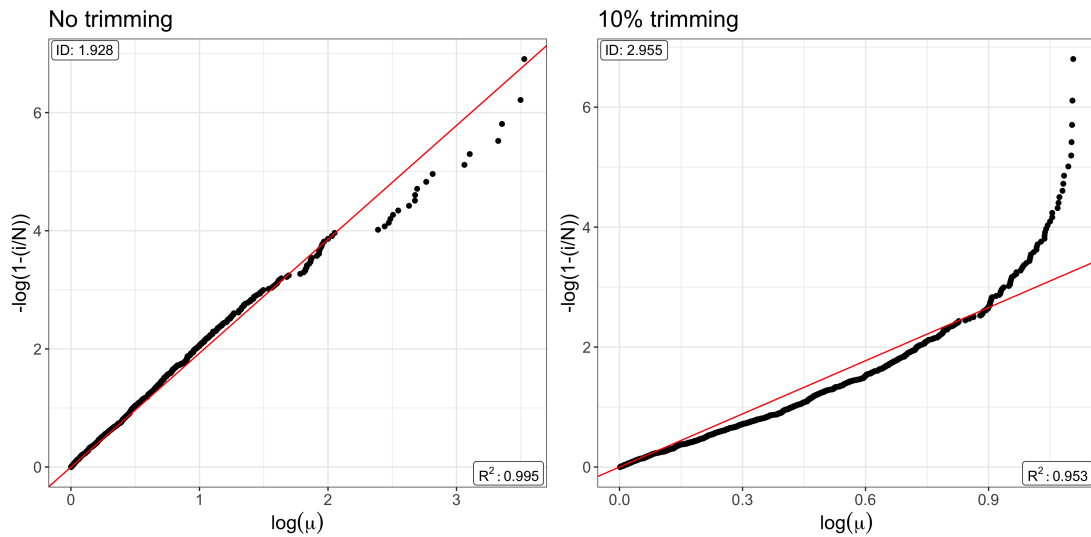 No trimming
ID: 1.928
-log(1-(i/N))
6
4
2
0
R²: 0.995
0
1
2
3
log(μ)
10% trimming
ID: 2.955
-log(1-(i/N))
6
4
2
0
R²: 0.953
0.0
0.3
0.6
0.9
log(μ)